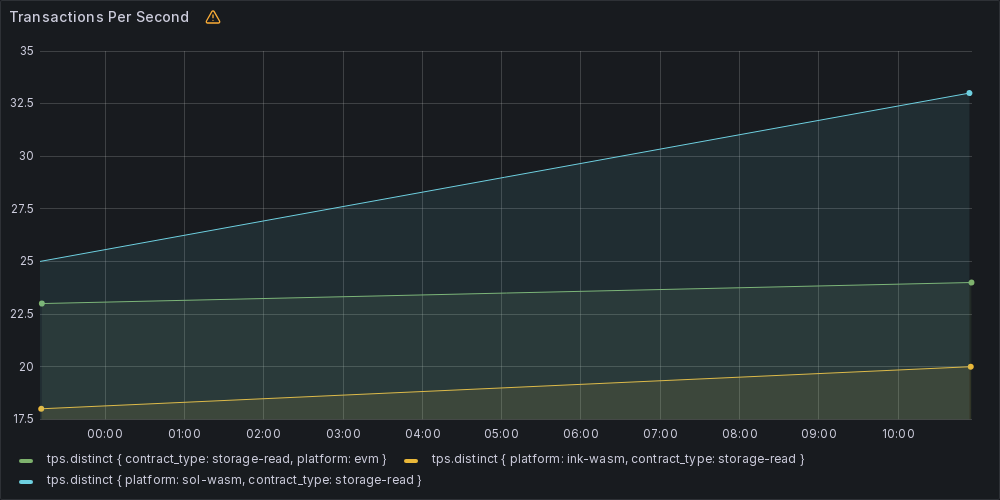 Transactions Per Second
35
32.5
30
27.5
25
22.5
20
17.5
00:00 01:00 02:00 03:00 04:00 05:00 06:00 07:00 08:00 09:00 10:00
tps.distinct { contract_type: storage-read, platform: evm } tps.distinct { platform: ink-wasm, contract_type: storage-read }
tps.distinct { platform: sol-wasm, contract_type: storage-read }